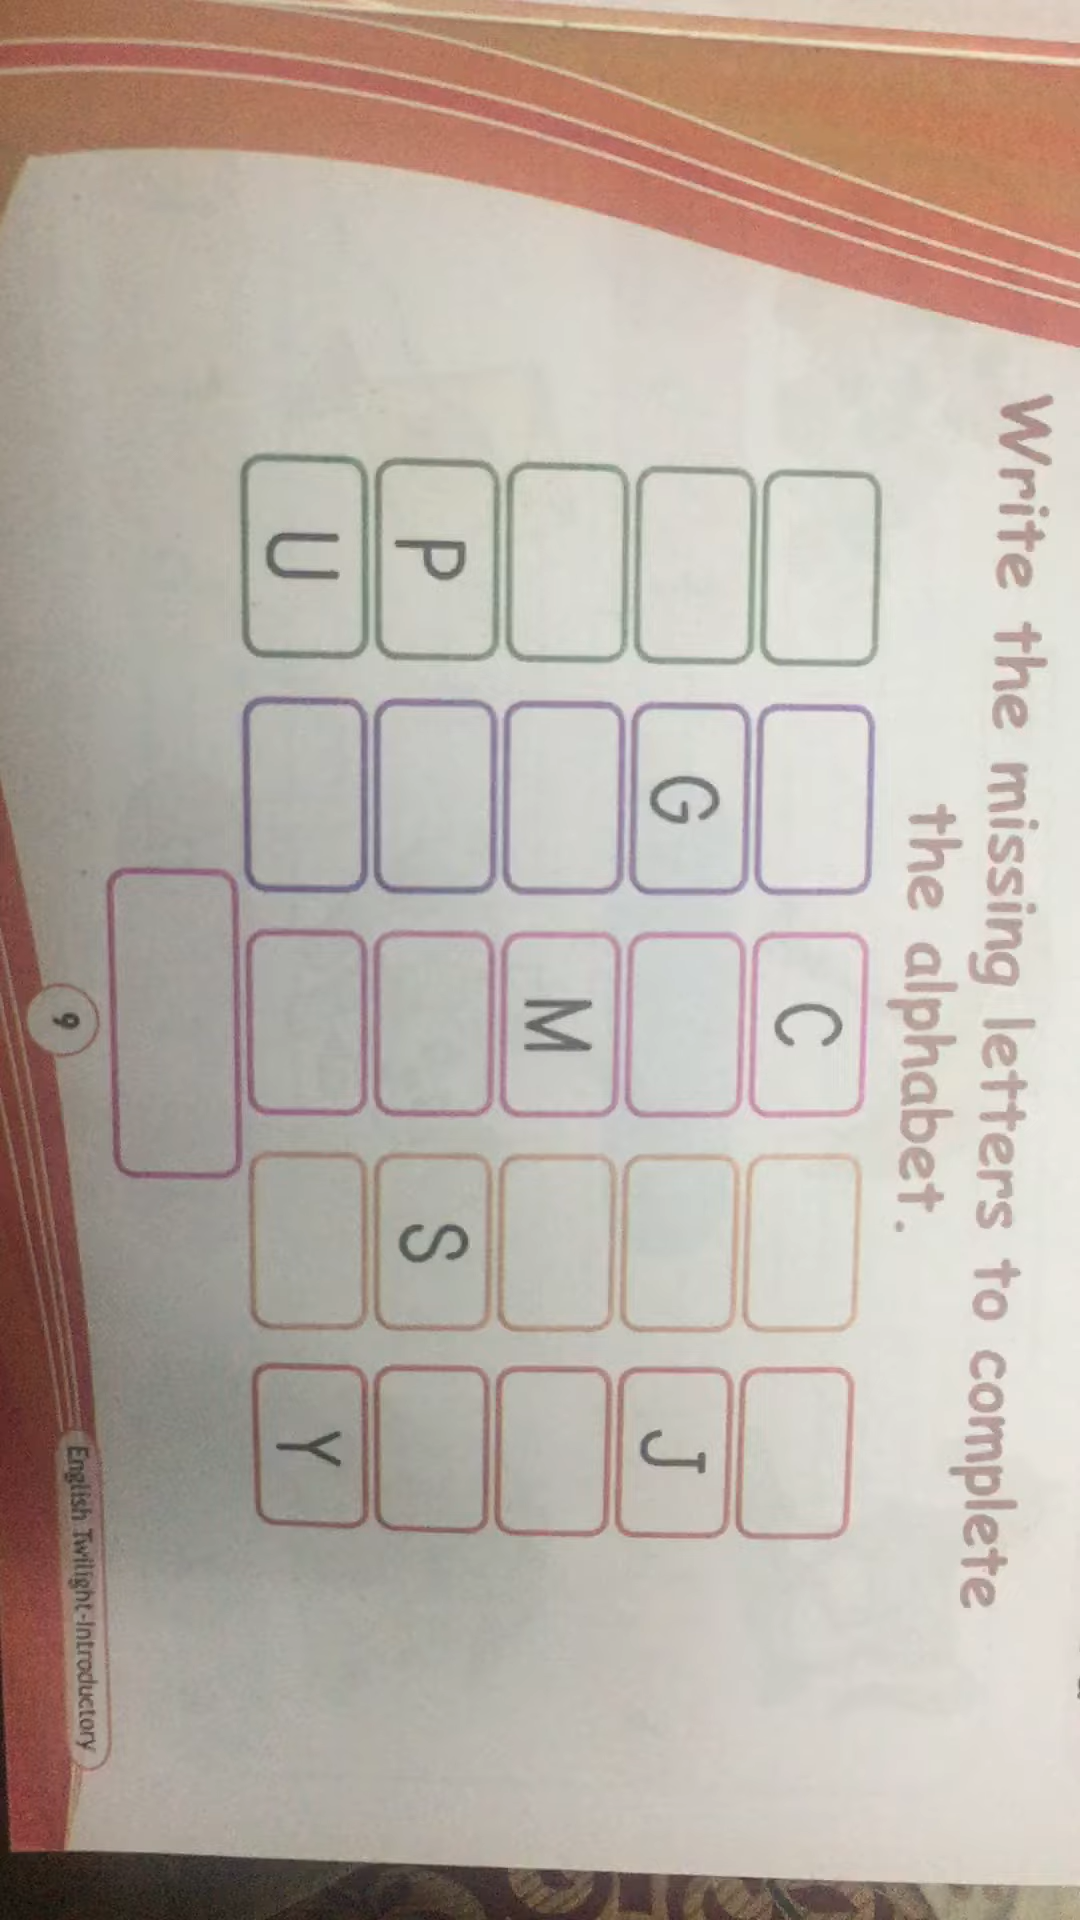 Write the missing letters to complete
the alphabet.
C
G J
M
P S
U Y
9
English Twilight-Introductory